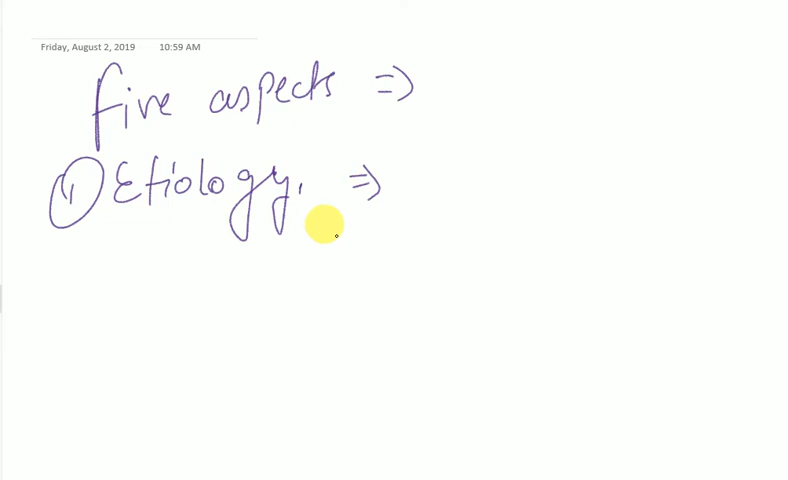 Friday, August 2, 2019 10:59 AM
five aspects ⇒
① Etiology. ⇒